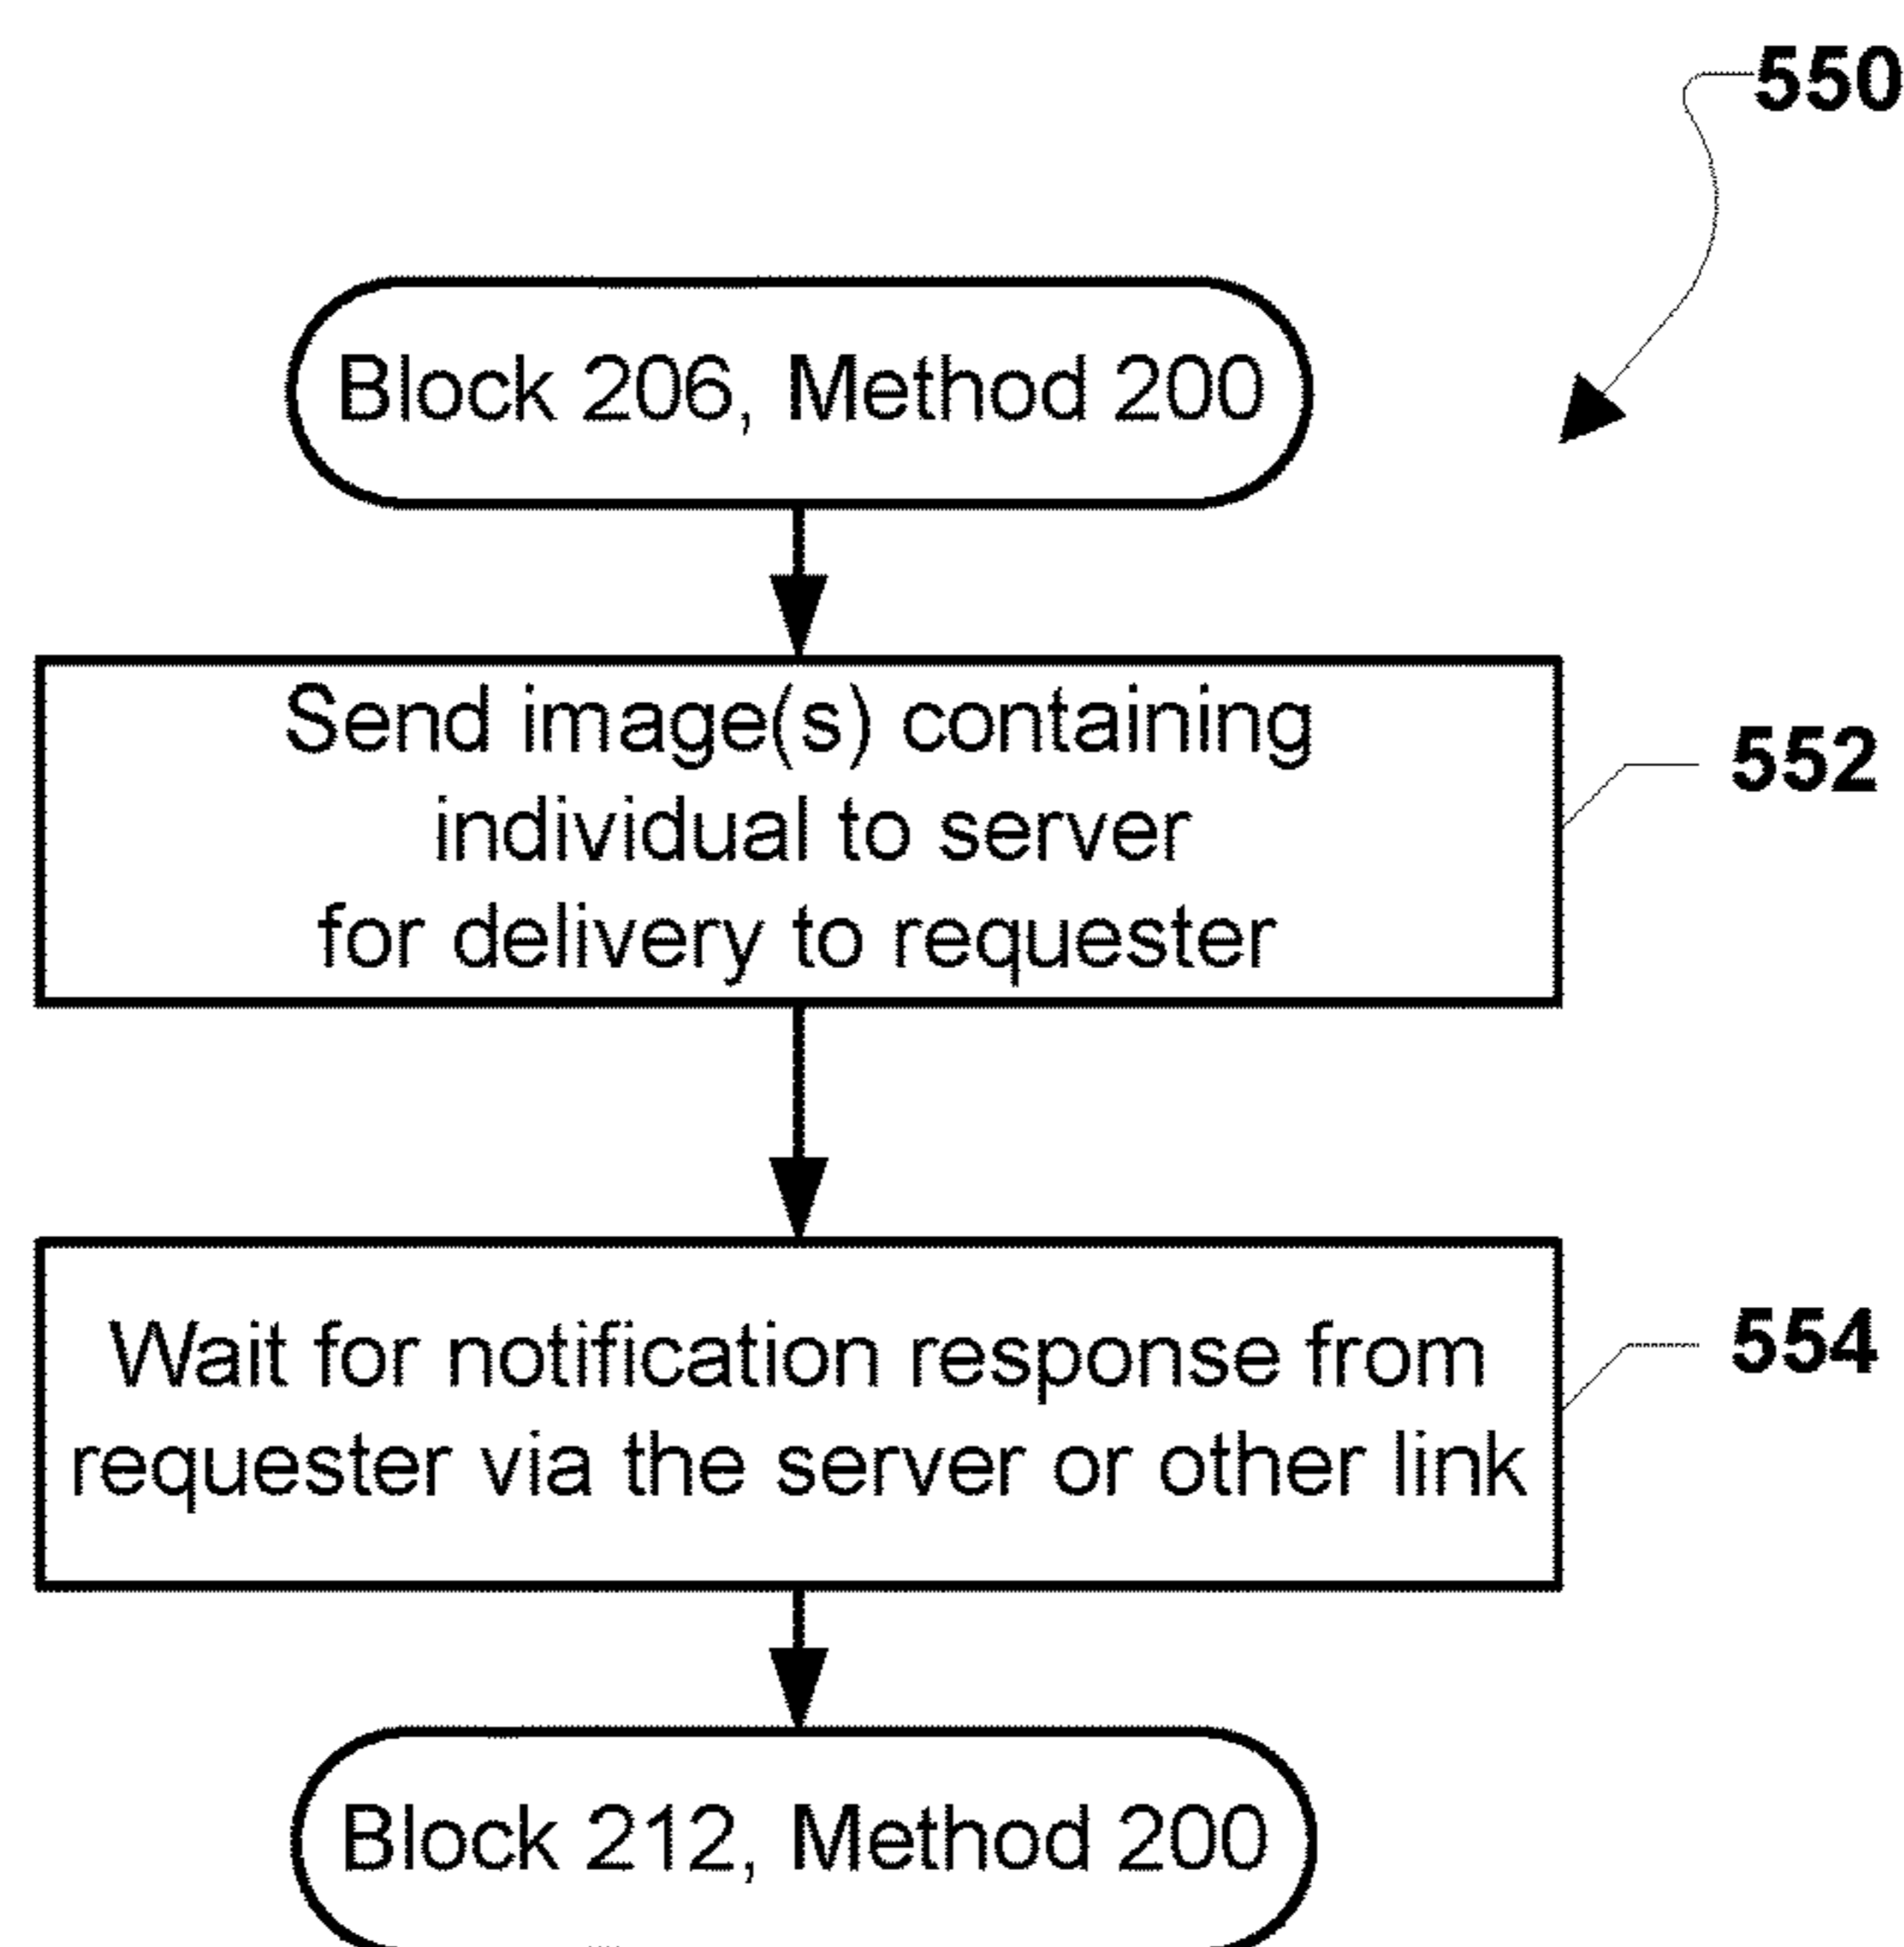 550
Block 206, Method 200
Send image(s) containing
individual to server
for delivery to requester
552
Wait for notification response from
requester via the server or other link
554
Block 212, Method 200